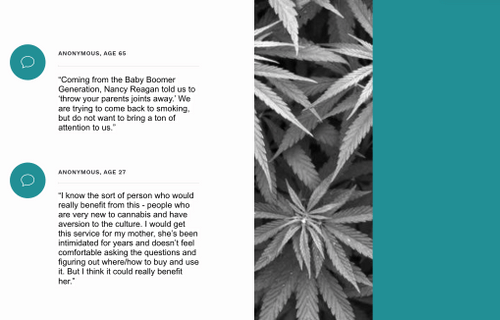 ANONYMOUS, AGE 65
“Coming from the Baby Boomer
Generation, Nancy Reagan told us to
‘throw your parents joints away.’ We
are trying to come back to smoking,
but do not want to bring a ton of
attention to us.”
ANONYMOUS, AGE 27
“I know the sort of person who would
really benefit from this - people who
are very new to cannabis and have
aversion to the culture. I would get
this service for my mother, she’s been
intimidated for years and doesn’t feel
comfortable asking the questions and
figuring out where/how to buy and use
it. But I think it could really benefit
her.”